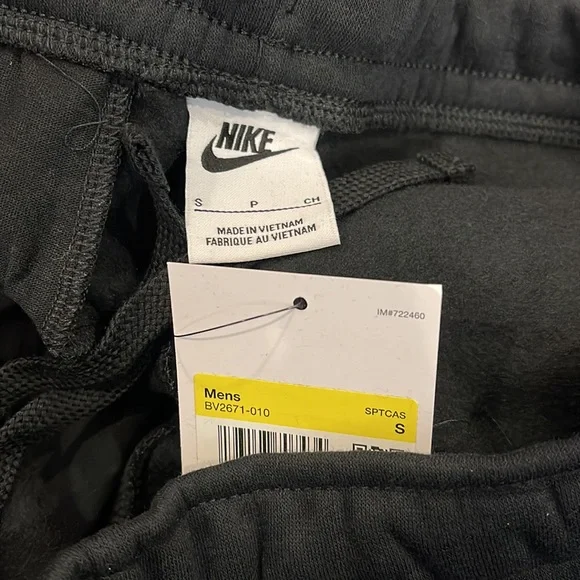 NIKE
S P CH
MADE IN VIETNAM
FABRIQUE AU VIETNAM
IM#722460
Mens
BV2671-010 SPTCAS
S